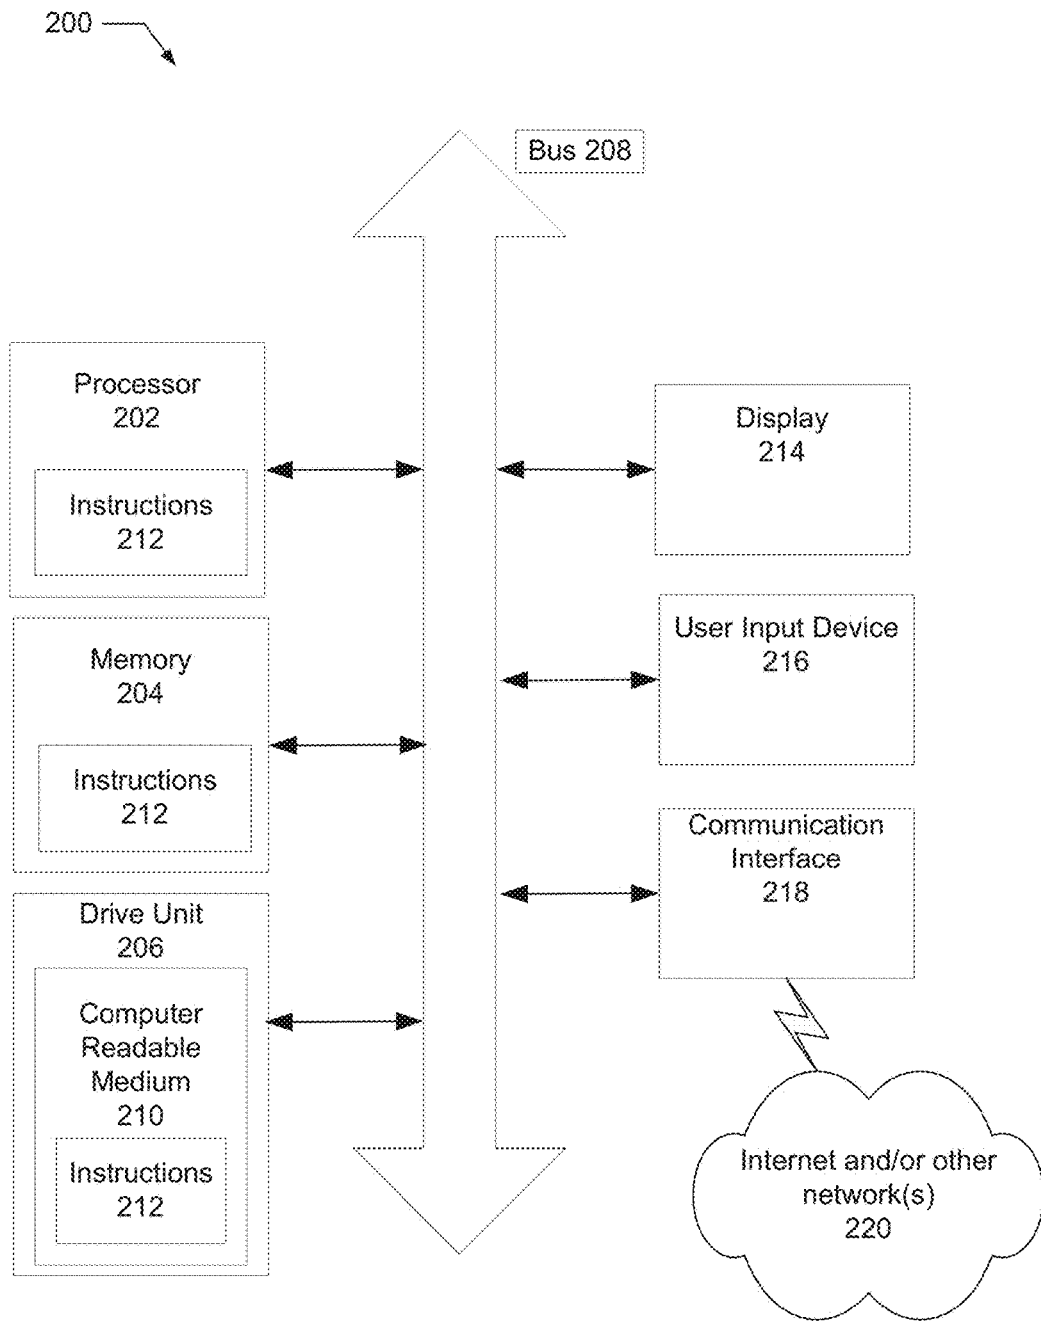 200
Bus 208
Processor
202
Instructions
212
Memory
204
Instructions
212
Drive Unit
206
Computer
Readable
Medium
210
Instructions
212
Display
214
User Input Device
216
Communication
Interface
218
Internet and/or other
network(s)
220